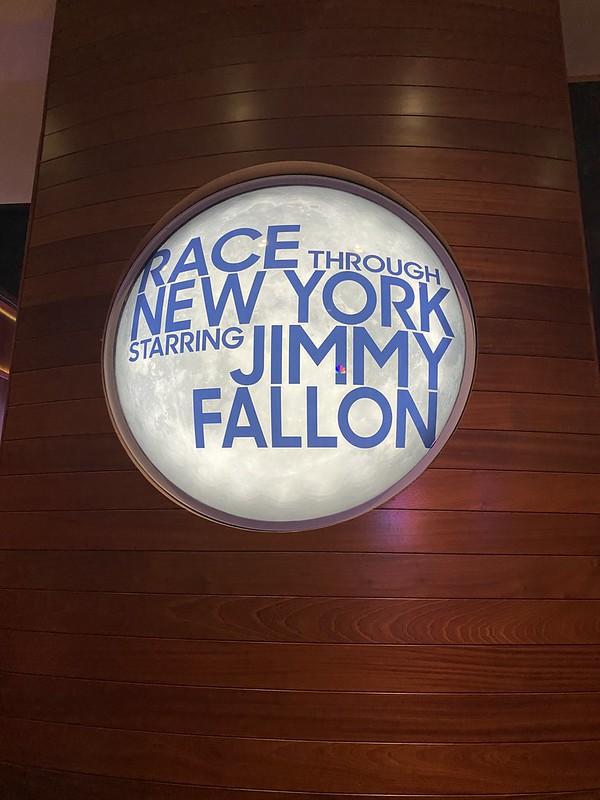 RACE THROUGH
NEW YORK
STARRING JIMMY
FALLON